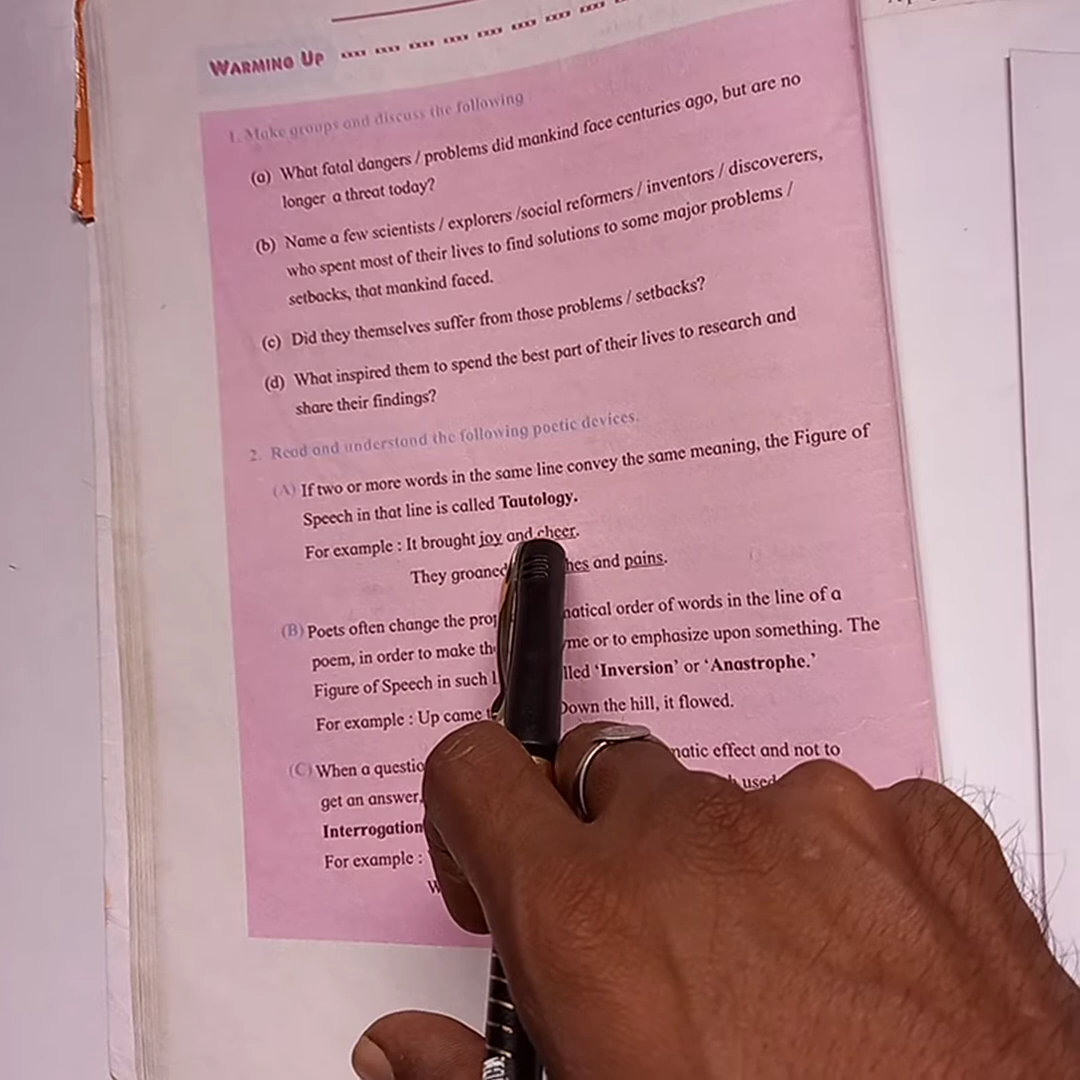 WARMING UP
1. Make groups and discuss the following
(a) What fatal dangers / problems did mankind face centuries ago, but are no
longer a threat today?
(b) Name a few scientists / explorers /social reformers / inventors / discoverers,
who spent most of their lives to find solutions to some major problems /
setbacks, that mankind faced.
(c) Did they themselves suffer from those problems / setbacks?
(d) What inspired them to spend the best part of their lives to research and
share their findings?
2. Read and understand the following poetic devices.
(A) If two or more words in the same line convey the same meaning, the Figure of
Speech in that line is called Tautology.
For example : It brought joy and cheer.
They groaned and pains.
(B) Poets often change the order of words in the line of a
poem, in order to make or to emphasize upon something. The
Figure of Speech in such 'Inversion' or 'Anastrophe.'
For example : Up came Down the hill, it flowed.
(C) When a effect and not to
get an answer, used
Interrogation
For example :